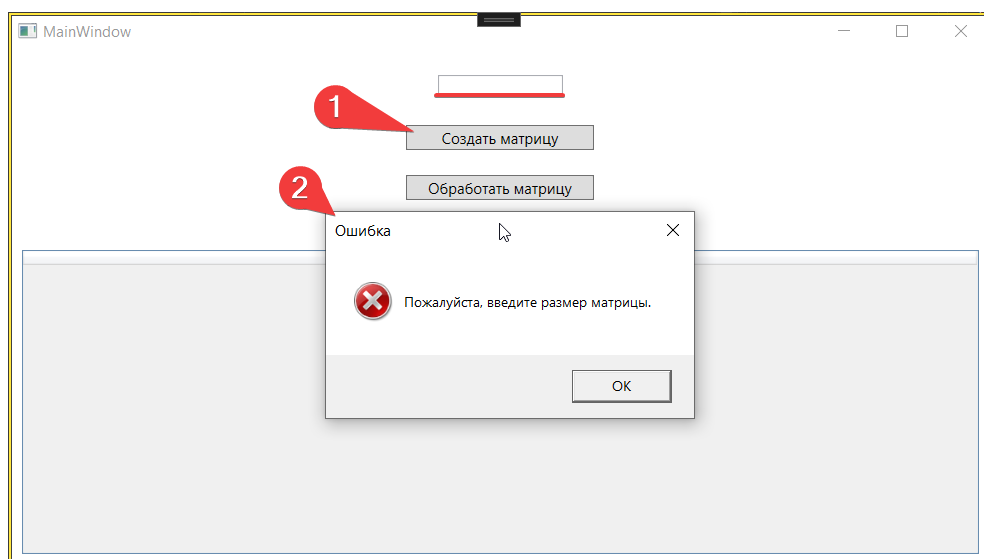 MainWindow
1
Создать матрицу
Обработать матрицу
2
Ошибка
Пожалуйста, введите размер матрицы.
OK